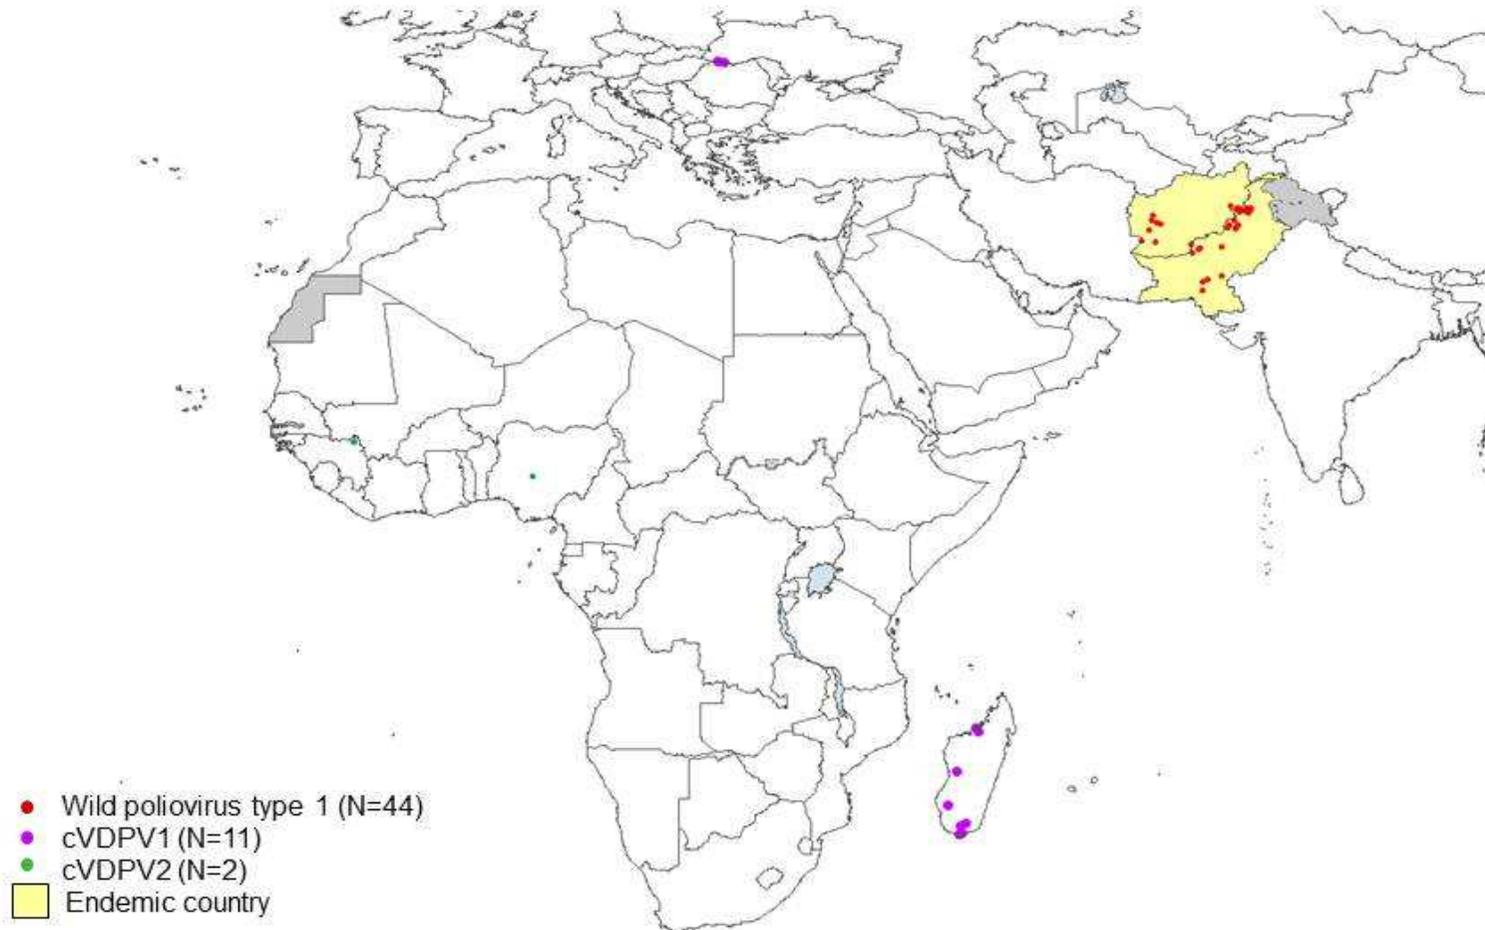 Wild poliovirus type 1 (N=44)
cVDPV1 (N=11)
cVDPV2 (N=2)
Endemic country